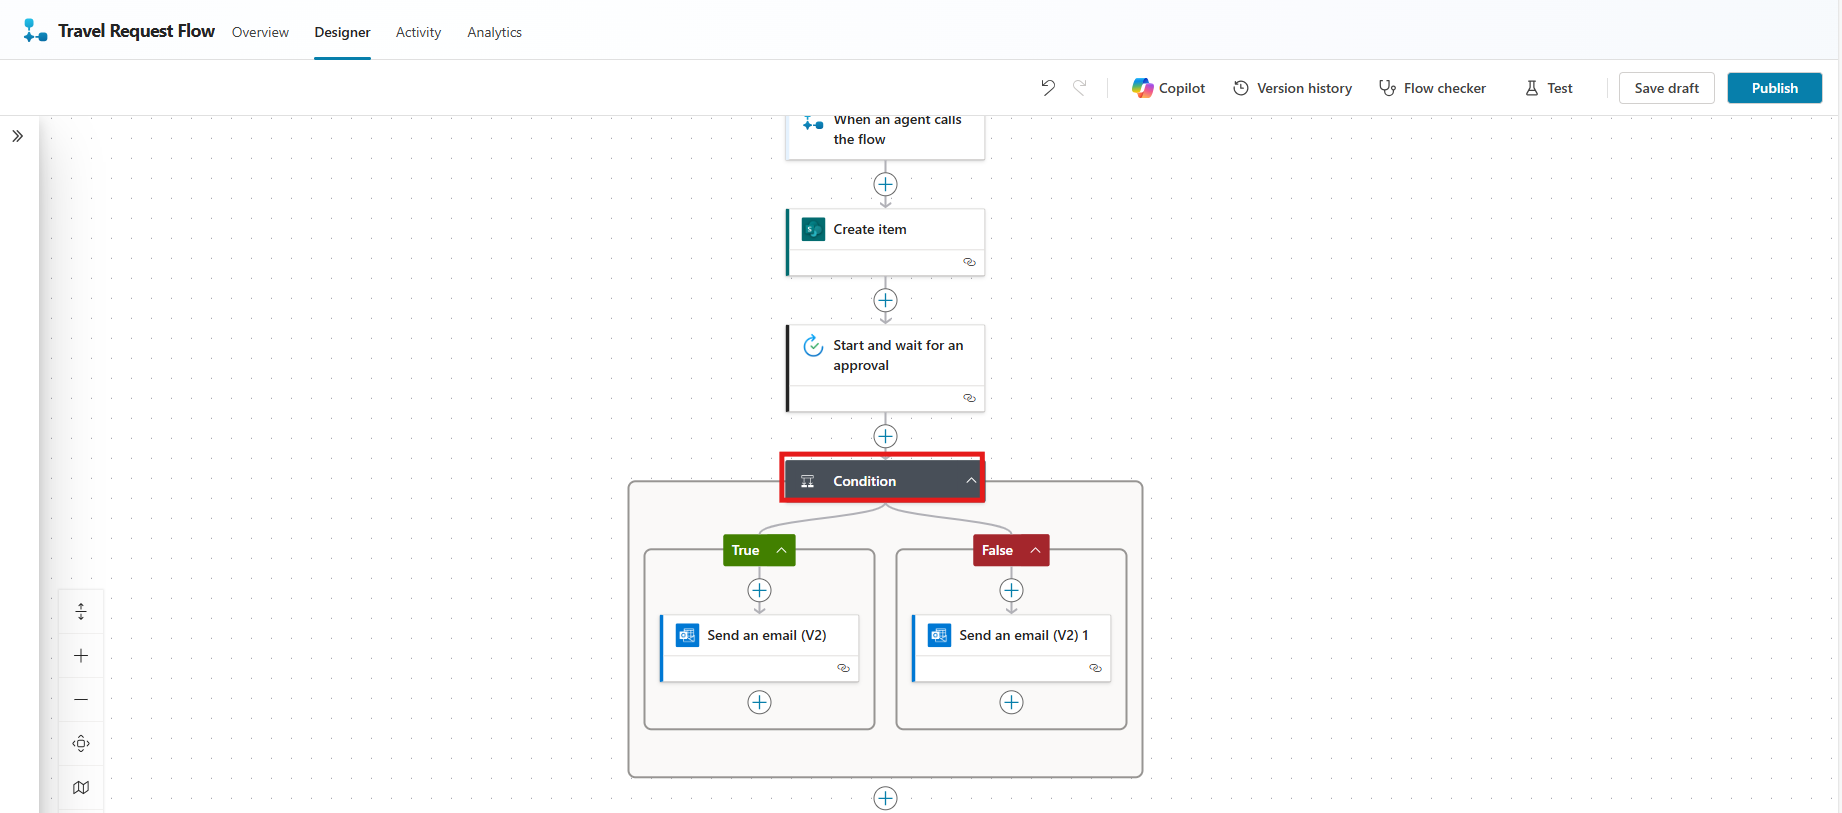 Travel Request Flow Overview Designer Activity Analytics
Copilot Version history Flow checker Test Save draft Publish
When an agent calls
the flow
Create item
Start and wait for an
approval
Condition
True False
Send an email (V2) Send an email (V2) 1